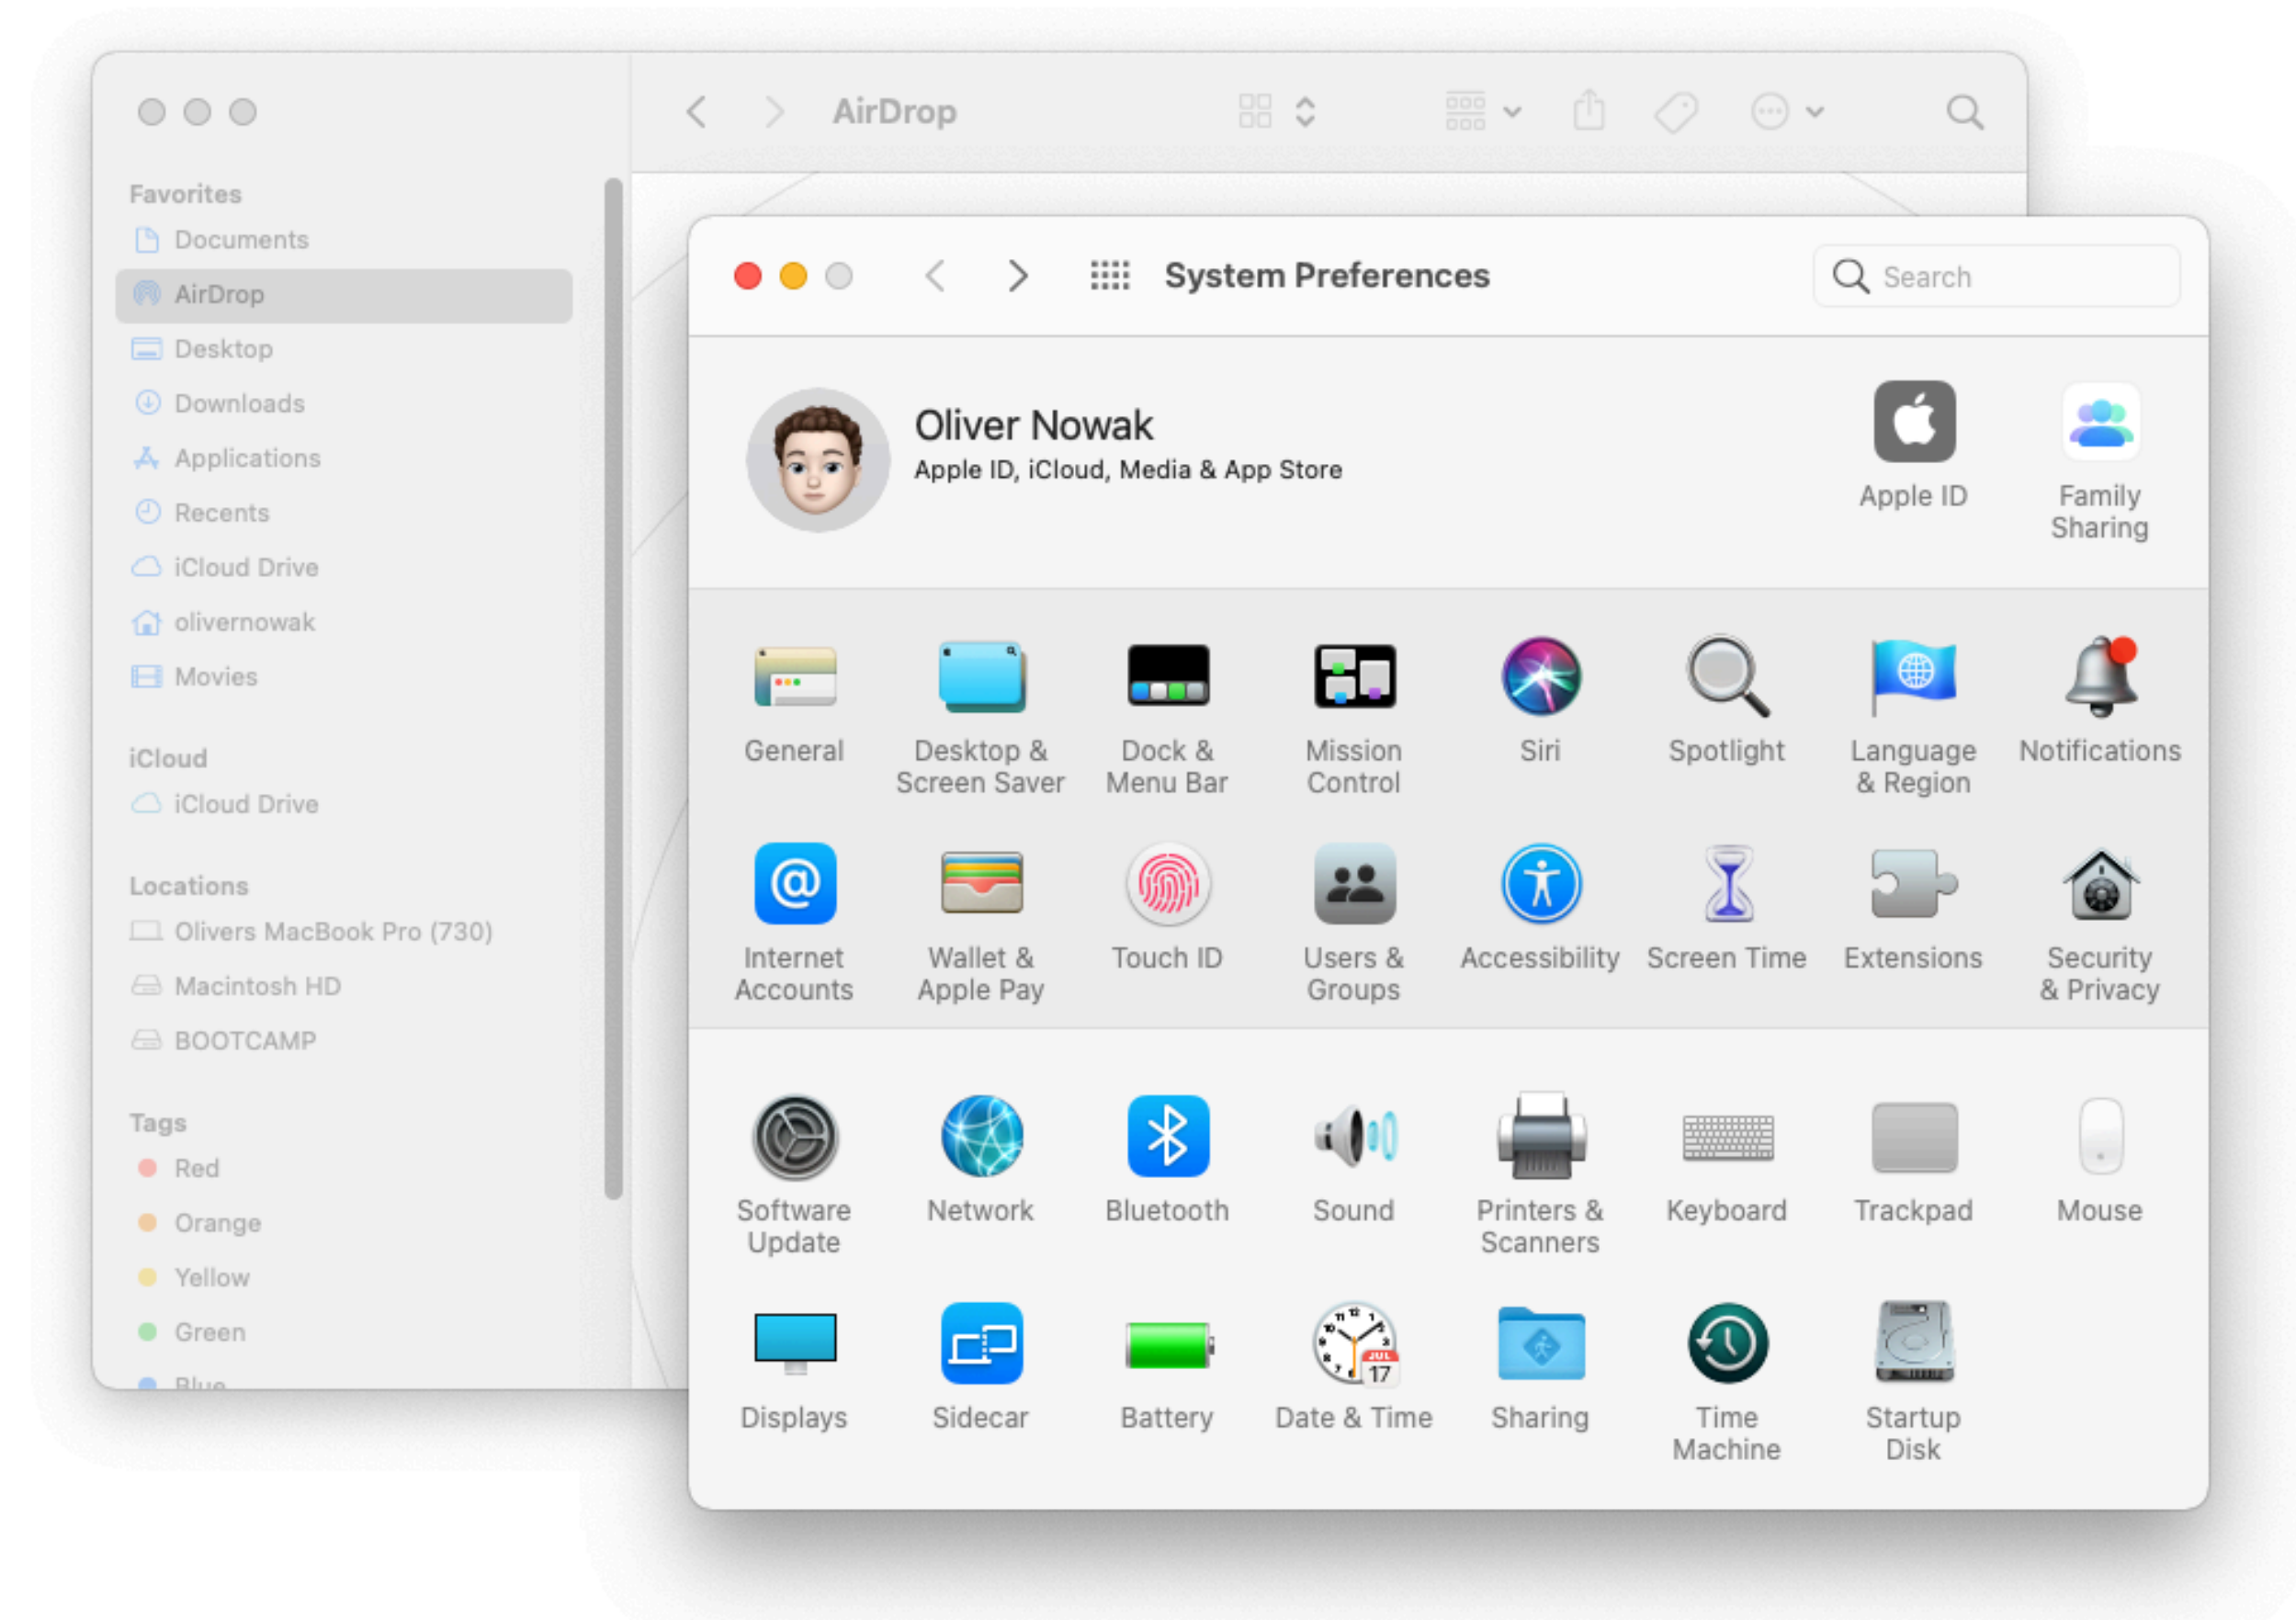 AirDrop
Favorites
Documents
AirDrop
Desktop
Downloads
Applications
Recents
iCloud Drive
olivernowak
Movies
iCloud
iCloud Drive
Locations
Olivers MacBook Pro (730)
Macintosh HD
BOOTCAMP
Tags
Red
Orange
Yellow
Green
Blue
System Preferences
Search
Oliver Nowak
Apple ID, iCloud, Media & App Store
Apple ID
Family
Sharing
General
Desktop &
Screen Saver
Dock &
Menu Bar
Mission
Control
Siri
Spotlight
Language
& Region
Notifications
Internet
Accounts
Wallet &
Apple Pay
Touch ID
Users &
Groups
Accessibility
Screen Time
Extensions
Security
& Privacy
Software
Update
Network
Bluetooth
Sound
Printers &
Scanners
Keyboard
Trackpad
Mouse
Displays
Sidecar
Battery
JUL
17
Date & Time
Sharing
Time
Machine
Startup
Disk